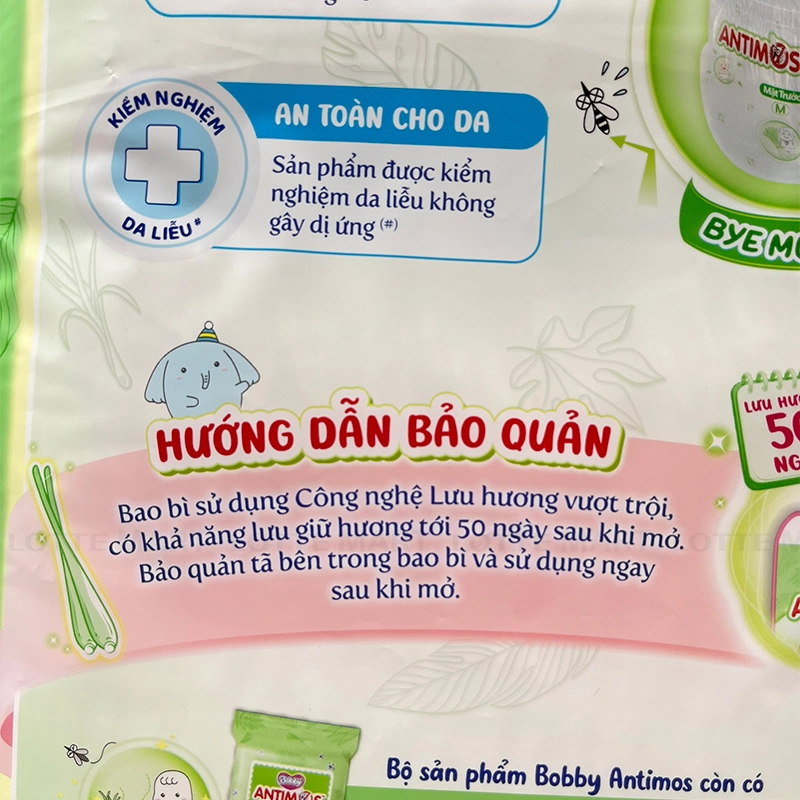 KIỂM NGHIỆM
DA LIỄU#
AN TOÀN CHO DA
Sản phẩm được kiểm
nghiệm da liễu không
gây dị ứng (#)
ANTIMOS
Mặt Trước
M
BYE
HƯỚNG DẪN BẢO QUẢN
LƯU
50
Bao bì sử dụng Công nghệ Lưu hương vượt trội,
có khả năng lưu giữ hương tới 50 ngày sau khi mở.
Bảo quản tã bên trong bao bì và sử dụng ngay
sau khi mở.
Bobby
ANTIMOS
Bộ sản phẩm Bobby Antimos còn có